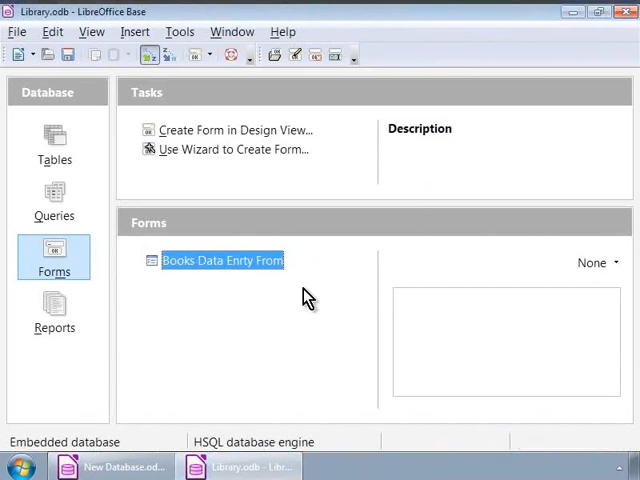 Library.odb - LibreOffice Base
File Edit View Insert Tools Window Help
Database
Tasks
Create Form in Design View...
Use Wizard to Create Form...
Description
Tables
Queries
Forms
Reports
Forms
Books Data Enrty From
None
Embedded database HSQL database engine
New Database.od... Library.odb - Libr...